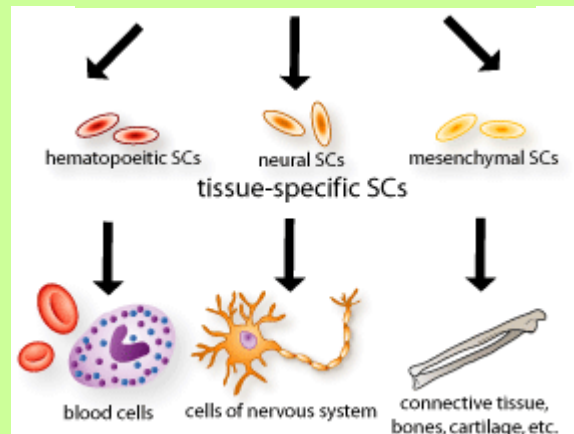 hematopoeitic SCs
neural SCs
mesenchymal SCs
tissue-specific SCs
blood cells
cells of nervous system
connective tissue,
bones, cartilage, etc.